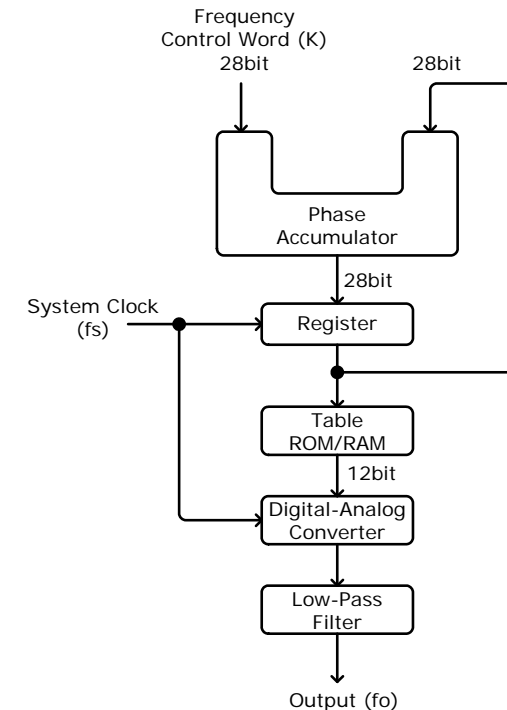 Frequency
Control Word (K)
28bit
28bit
Phase
Accumulator
28bit
System Clock
(fs)
Register
Table
ROM/RAM
12bit
Digital-Analog
Converter
Low-Pass
Filter
Output (fo)